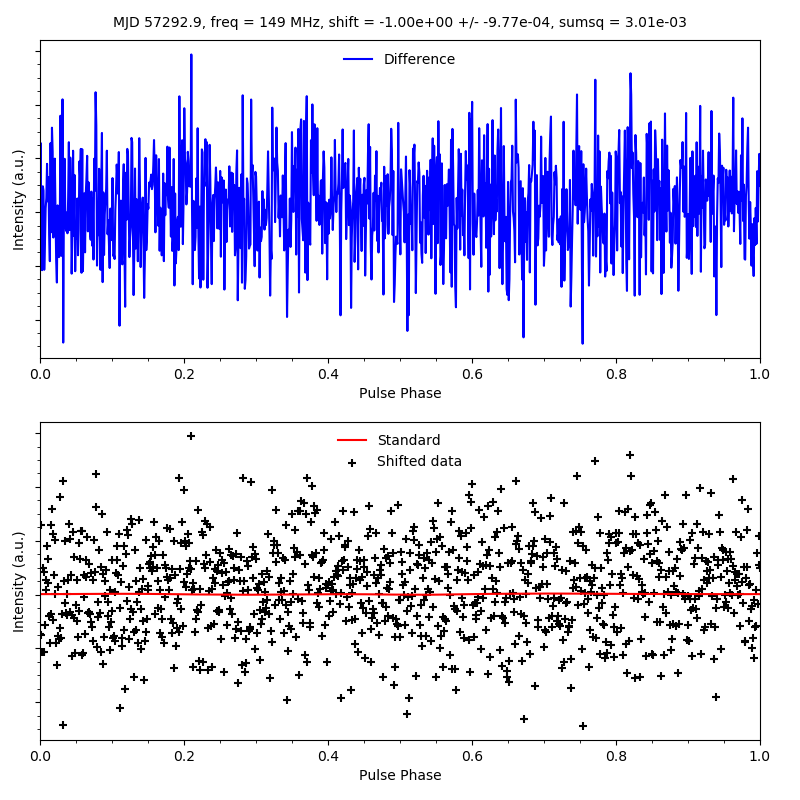 MJD 57292.9, freq = 149 MHz, shift = -1.00e+00 +/- -9.77e-04, sumsq = 3.01e-03
Difference
Intensity (a.u.)
0.0 0.2 0.4 0.6 0.8 1.0
Pulse Phase
Standard
Shifted data
Intensity (a.u.)
0.0 0.2 0.4 0.6 0.8 1.0
Pulse Phase